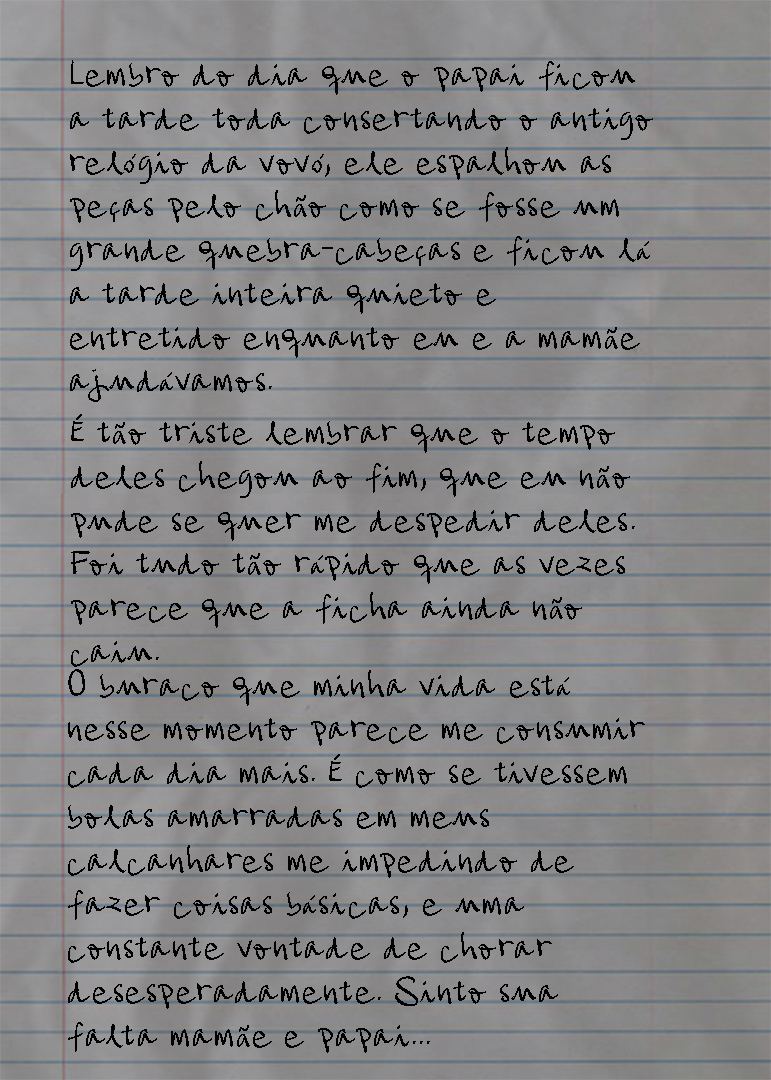 Lembro do dia que o papai ficou
a tarde toda consertando o antigo
relógio da vovó, ele espalhou as
peças pelo chão como se fosse um
grande quebra-cabeças e ficou lá
a tarde inteira quieto e
entretido enquanto eu e a mamãe
ajudávamos.
É tão triste lembrar que o tempo
deles chegou ao fim, que eu não
pude se quer me despedir deles.
Foi tudo tão rápido que as vezes
parece que a ficha ainda não
caiu.
O buraco que minha vida está
nesse momento parece me consumir
cada dia mais. É como se tivessem
bolas amarradas em meus
calcanhares me impedindo de
fazer coisas básicas, e uma
constante vontade de chorar
desesperadamente. Sinto sua
falta mamãe e papai...